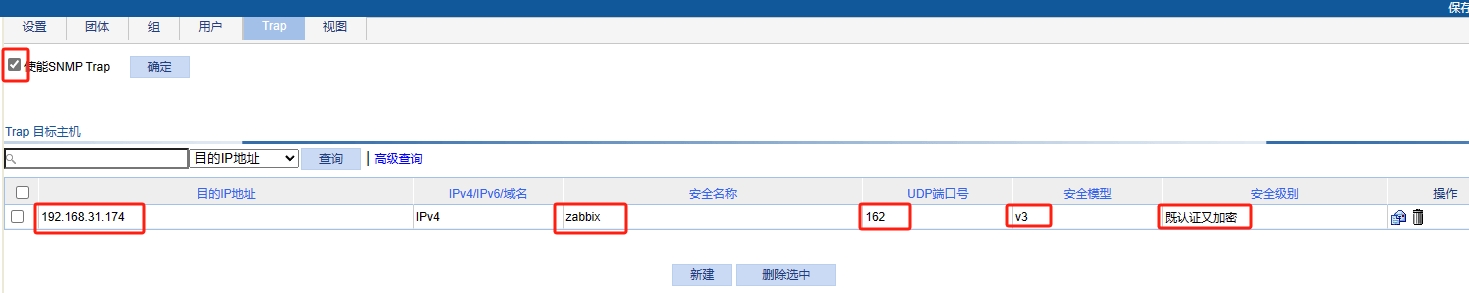 保存
设置 团体 组 用户 Trap 视图
使能SNMP Trap 确定
Trap 目标主机
目的IP地址 查询 | 高级查询
目的IP地址 IPv4/IPv6/域名 安全名称 UDP端口号 安全模型 安全级别 操作
192.168.31.174 IPv4 zabbix 162 v3 既认证又加密
新建 删除选中